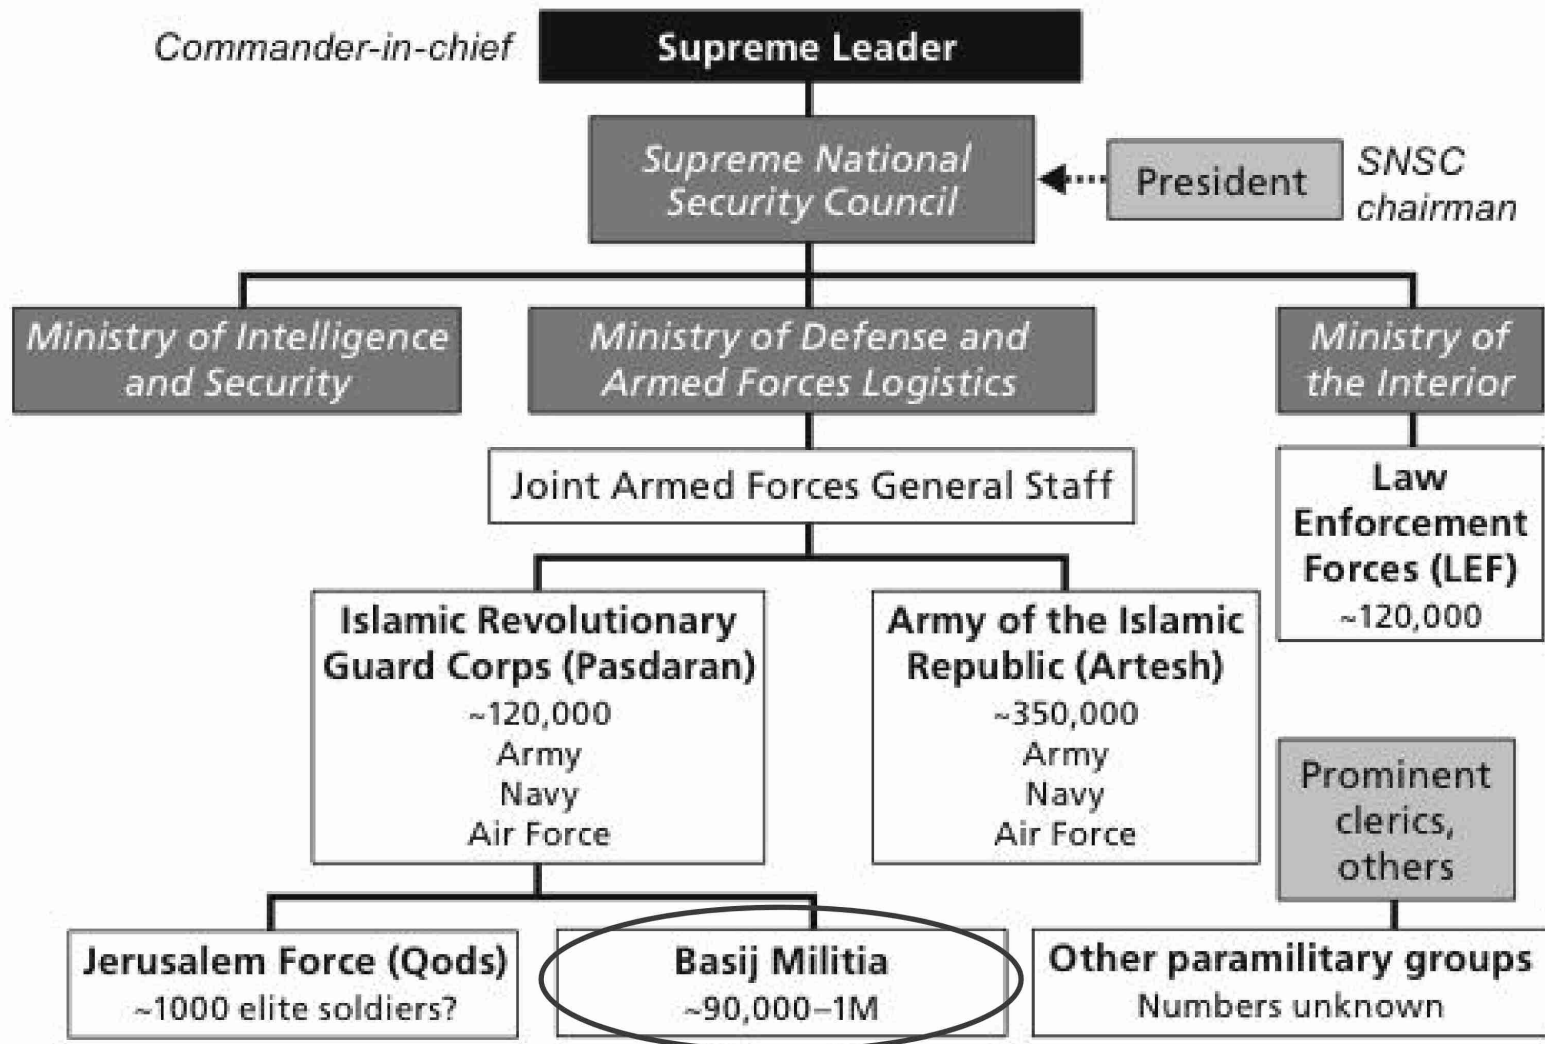 Commander-in-chief
Supreme Leader
Supreme National
Security Council
President
SNSC
chairman
Ministry of Intelligence
and Security
Ministry of Defense and
Armed Forces Logistics
Ministry of
the Interior
Joint Armed Forces General Staff
Law
Enforcement
Forces (LEF)
~120,000
Islamic Revolutionary
Guard Corps (Pasdaran)
~120,000
Army
Navy
Air Force
Army of the Islamic
Republic (Artesh)
~350,000
Army
Navy
Air Force
Prominent
clerics,
others
Jerusalem Force (Qods)
~1000 elite soldiers?
Basij Militia
~90,000–1M
Other paramilitary groups
Numbers unknown